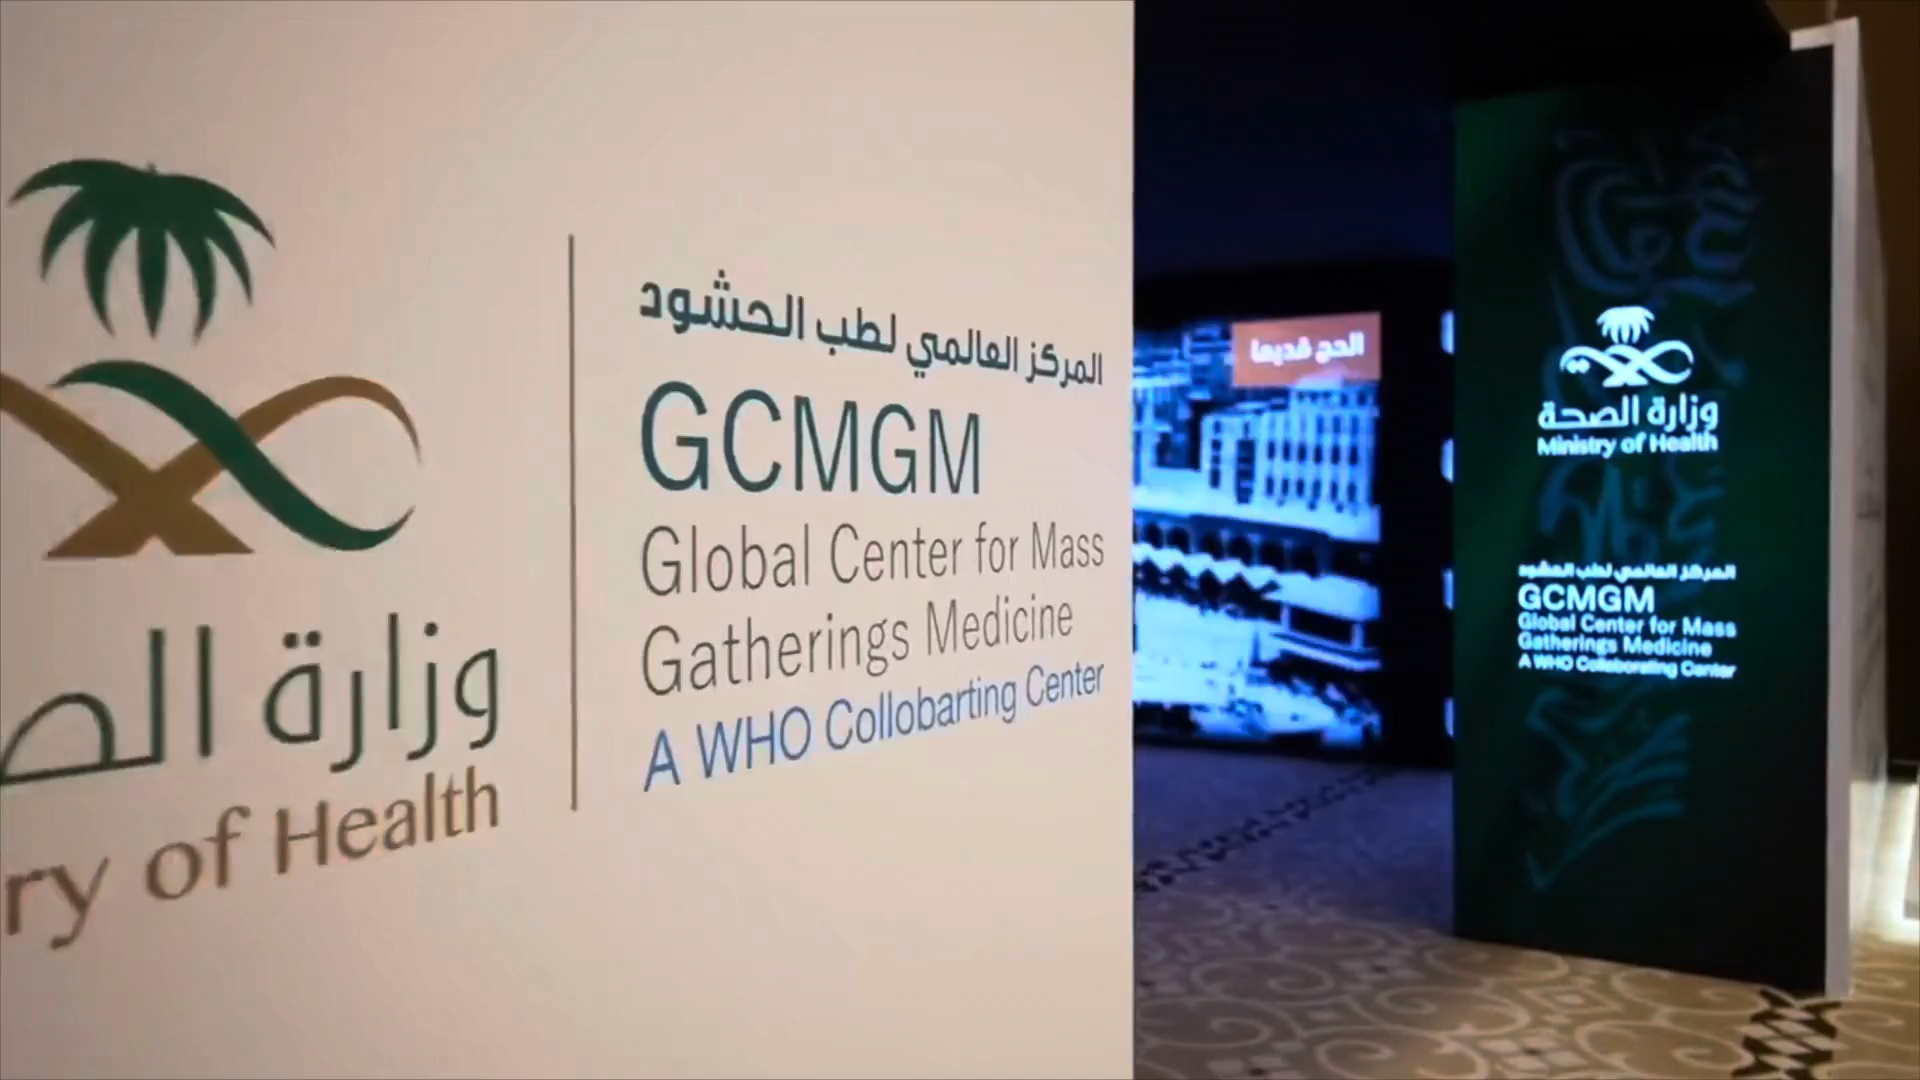 وزارة الص
ry of Health
المركز العالمي لطب الحشود
GCMGM
Global Center for Mass
Gatherings Medicine
A WHO Collobarting Center
الحج قديما
وزارة الصحة
Ministry of Health
المركز العالمي لطب الحشود
GCMGM
Global Center for Mass
Gatherings Medicine
A WHO Collaborating Center